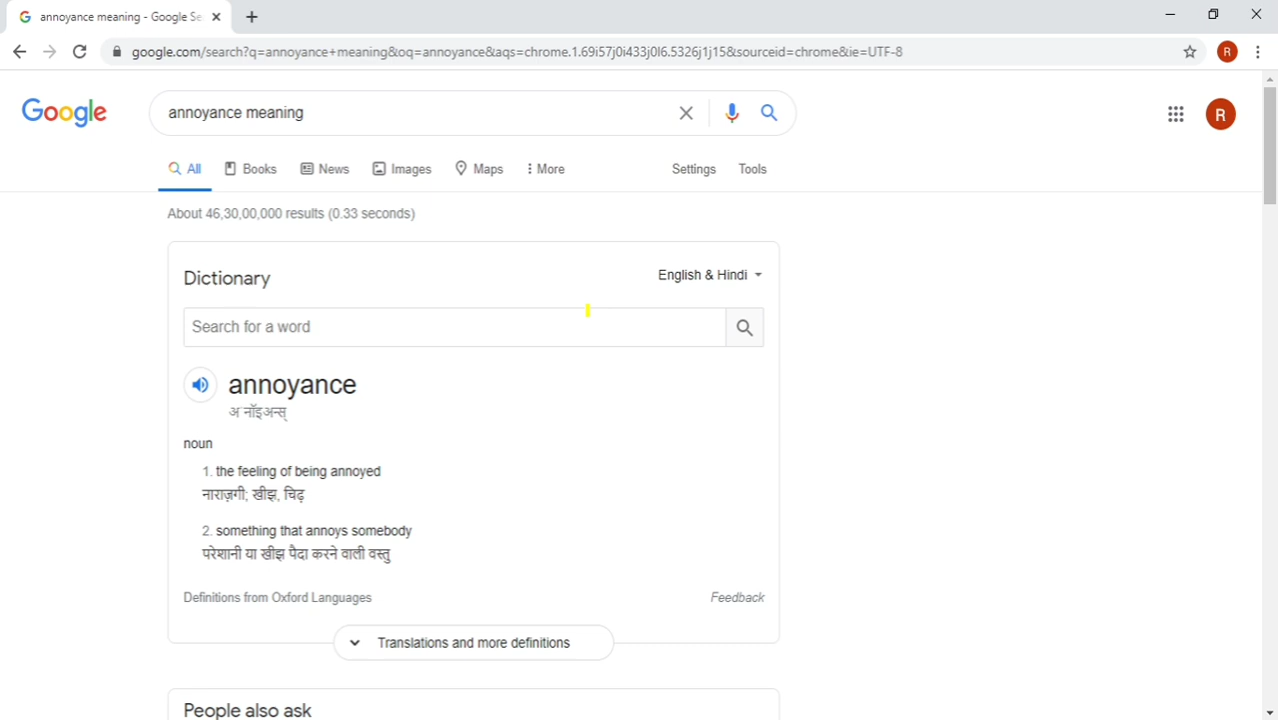 annoyance meaning - Google Se
google.com/search?q=annoyance+meaning&oq=annoyance&aqs=chrome.1.69i57j0i433j0l6.5326j1j15&sourceid=chrome&ie=UTF-8
R
Google
annoyance meaning
R
All
Books
News
Images
Maps
More
Settings
Tools
About 46,30,00,000 results (0.33 seconds)
Dictionary
English & Hindi
Search for a word
annoyance
अ नॉइअन्स्
noun
1. the feeling of being annoyed
नाराज़गी; खीझ, चिढ़
2. something that annoys somebody
परेशानी या खीझ पैदा करने वाली वस्तु
Definitions from Oxford Languages
Feedback
Translations and more definitions
People also ask